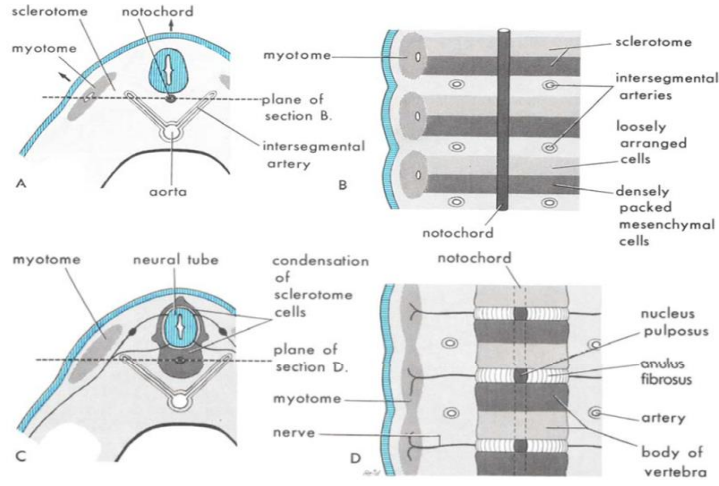 sclerotome
notochord
myotome
plane of
section B.
intersegmental
artery
aorta
A
myotome
sclerotome
intersegmental
arteries
loosely
arranged
cells
densely
packed
mesenchymal
cells
notochord
B
myotome
neural tube
condensation
of
sclerotome
cells
plane of
section D.
C
notochord
nucleus
pulposus
anulus
fibrosus
myotome
artery
nerve
body of
vertebra
D